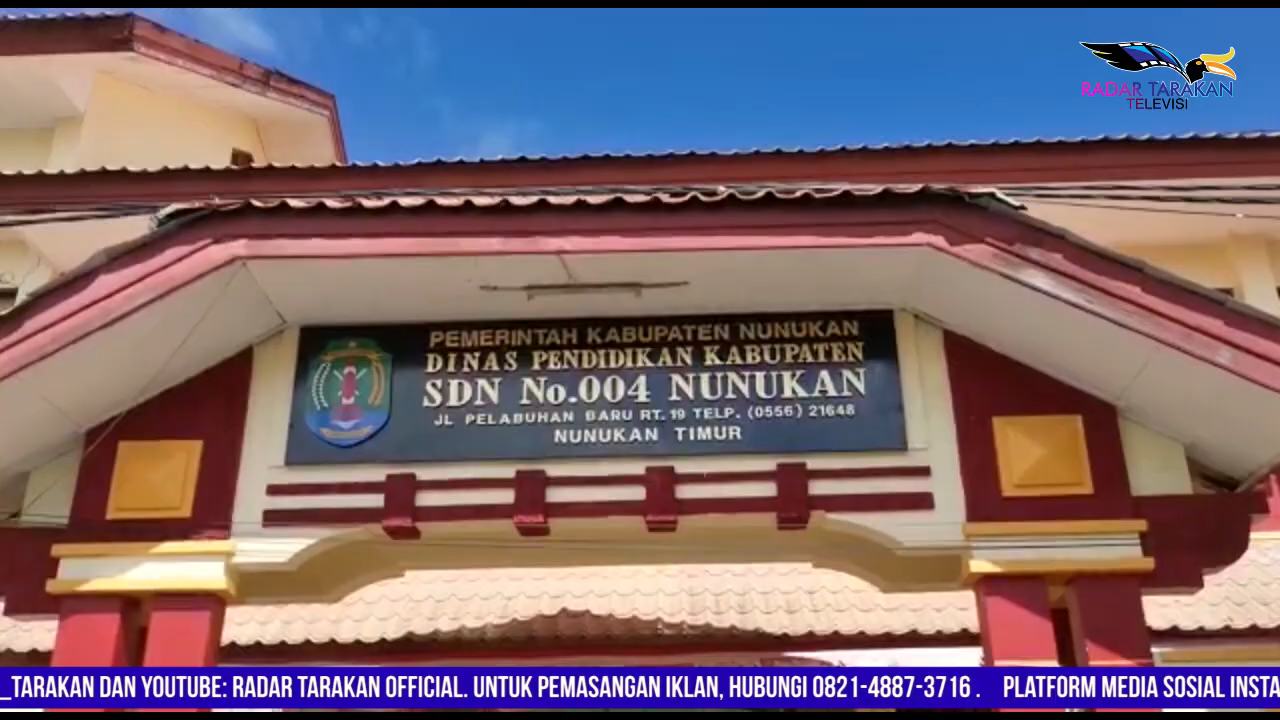 RADAR TARAKAN
TELEVISI
PEMERINTAH KABUPATEN NUNUKAN
DINAS PENDIDIKAN KABUPATEN
SDN No.004 NUNUKAN
JL PELABUHAN BARU RT. 19 TELP. (0556) 21648
NUNUKAN TIMUR
_TARAKAN DAN YOUTUBE: RADAR TARAKAN OFFICIAL. UNTUK PEMASANGAN IKLAN, HUBUNGI 0821-4887-3716 . PLATFORM MEDIA SOSIAL INSTA